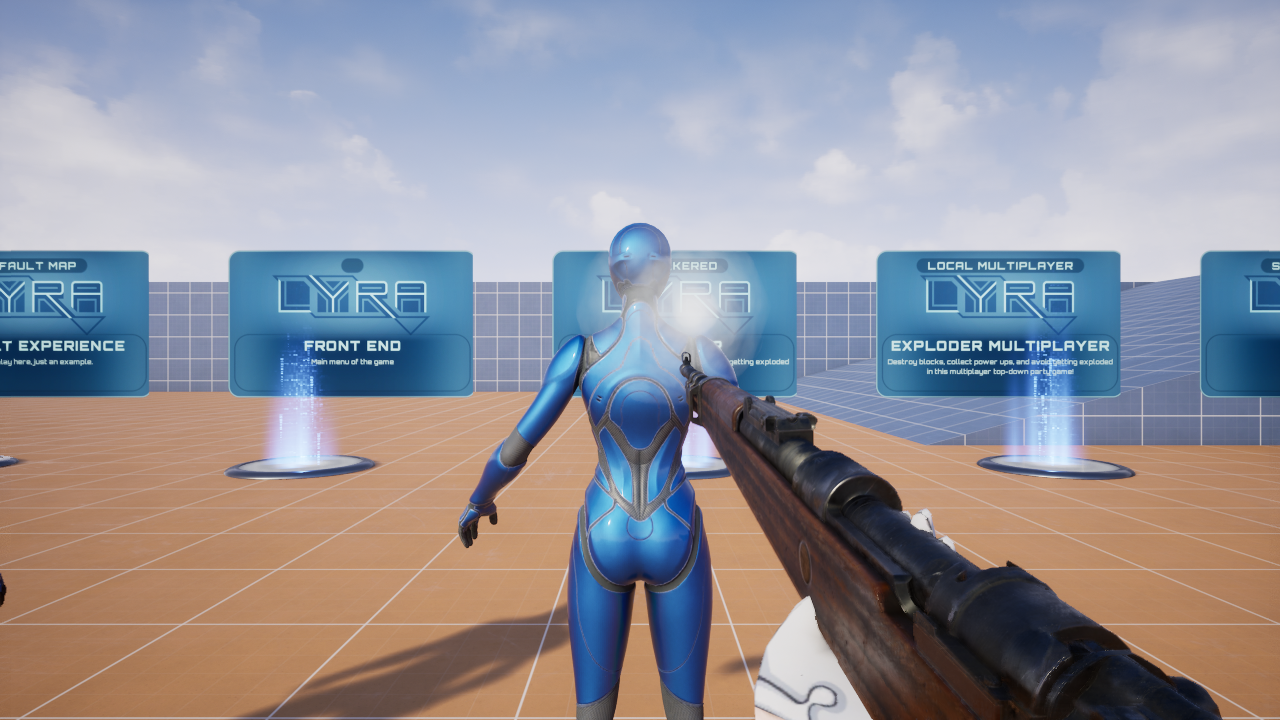 FAULT MAP
YRA
T EXPERIENCE
lay here, just an example.
LYRA
FRONT END
Main menu of the game
KERED
LYRA
getting exploded
LOCAL MULTIPLAYER
LYRA
EXPLODER MULTIPLAYER
Destroy blocks, collect power ups, and avoid getting exploded
in this multiplayer top-down party game!